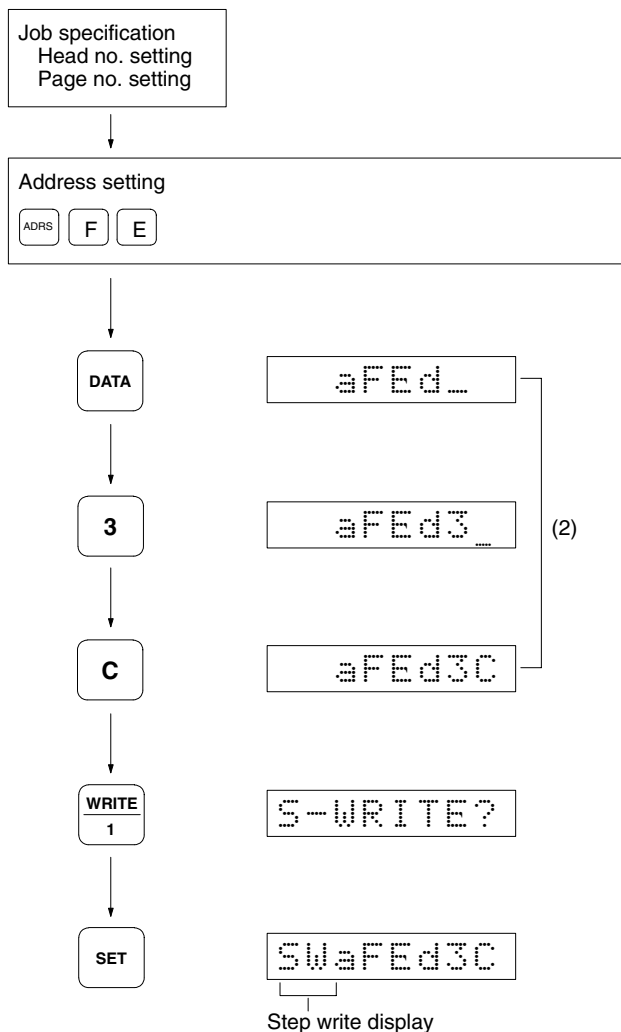 Job specification
Head no. setting
Page no. setting
Address setting
ADRS F E
DATA
aFEd_
3
aFEd3_
(2)
C
aFEd3C
WRITE
1
S-WRITE?
SET
SWaFEd3C
Step write display